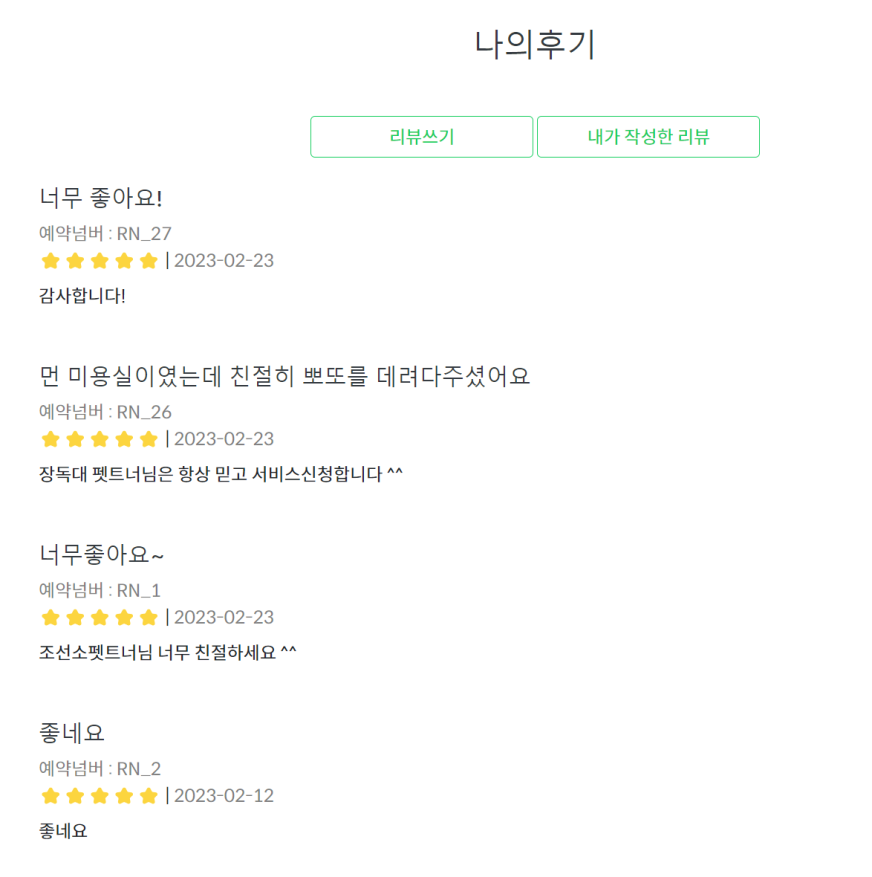 나의후기
리뷰쓰기 내가 작성한 리뷰
너무 좋아요!
예약넘버 : RN_27
| 2023-02-23
감사합니다!
먼 미용실이였는데 친절히 뽀또를 데려다주셨어요
예약넘버 : RN_26
| 2023-02-23
장독대 펫트너님은 항상 믿고 서비스신청합니다 ^^
너무좋아요~
예약넘버 : RN_1
| 2023-02-23
조선소펫트너님 너무 친절하세요 ^^
좋네요
예약넘버 : RN_2
| 2023-02-12
좋네요